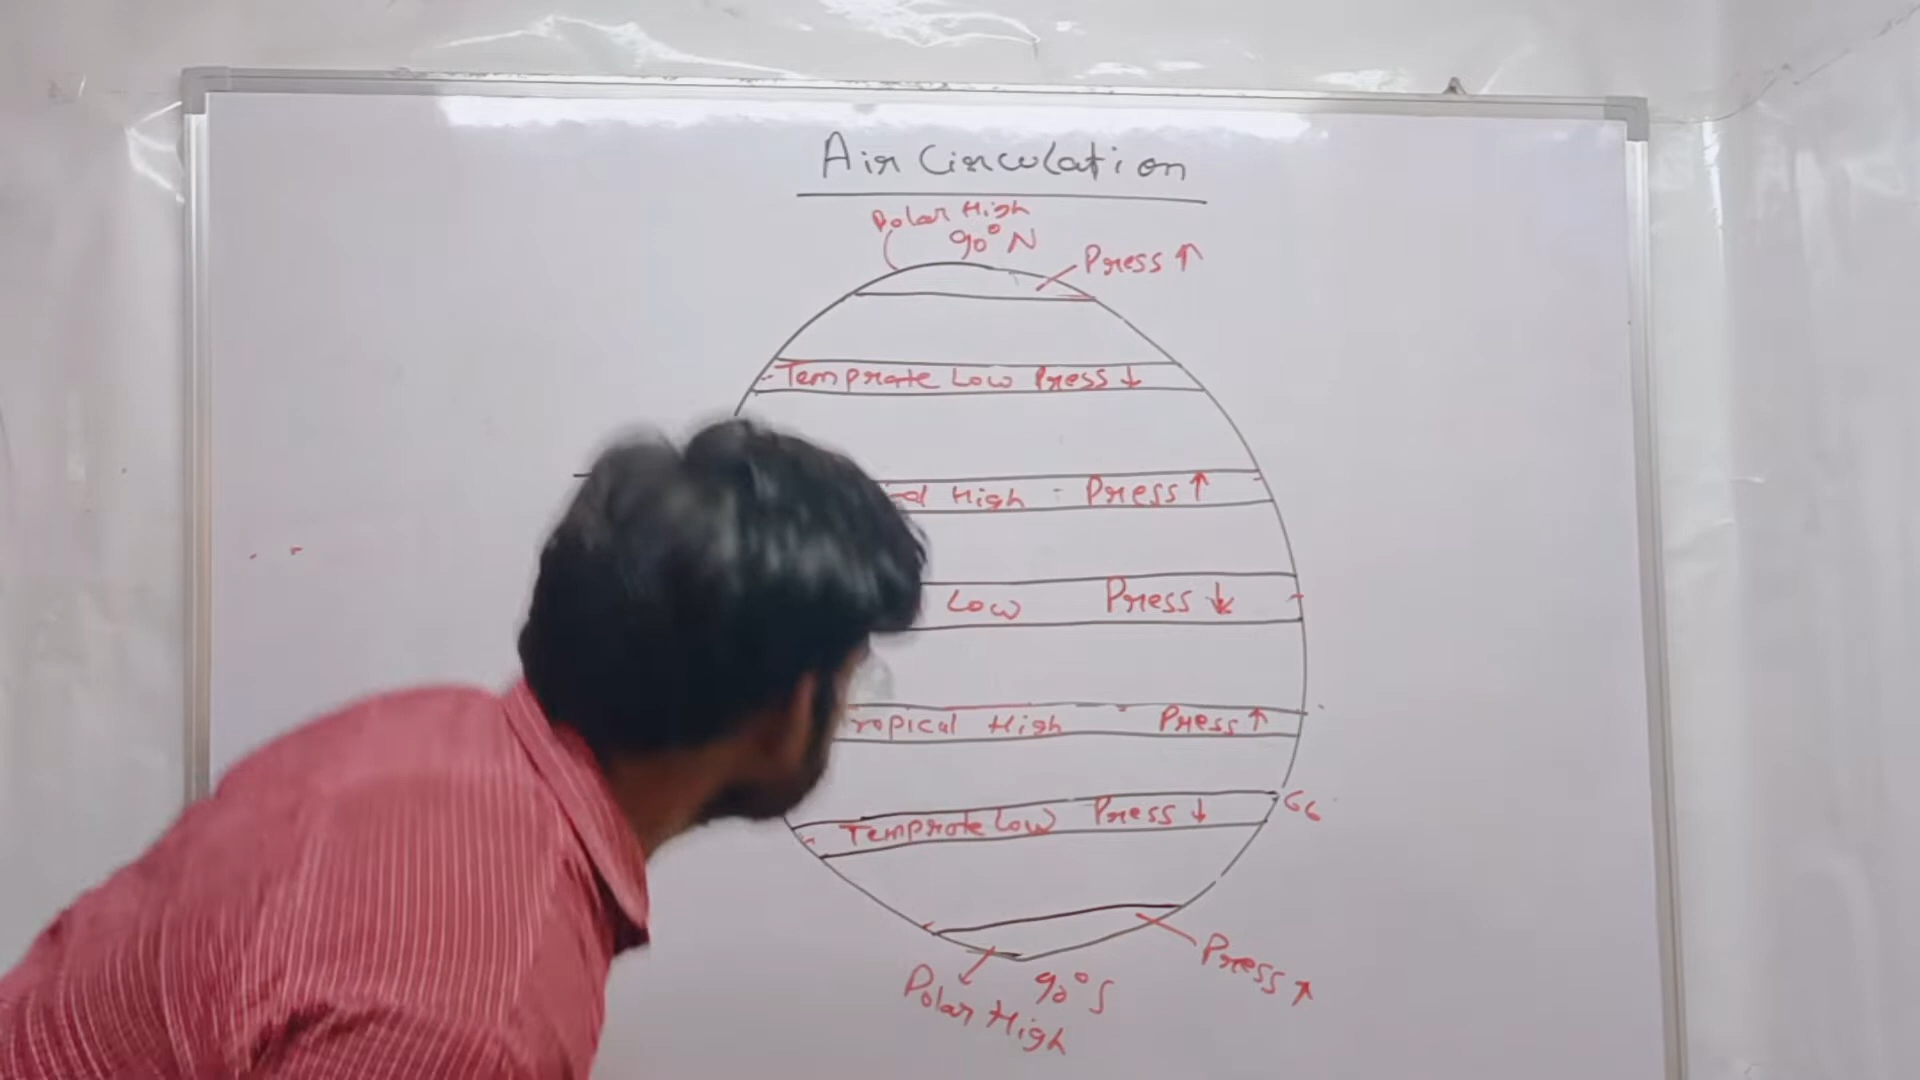 Air Circulation
Polar High
90° N
Press ↑
Temprate Low Press ↓
High - Press ↑
Low Press ↓
ropical High Press ↑
66
Temprate Low Press ↓
Press ↑
90° S
Polar High